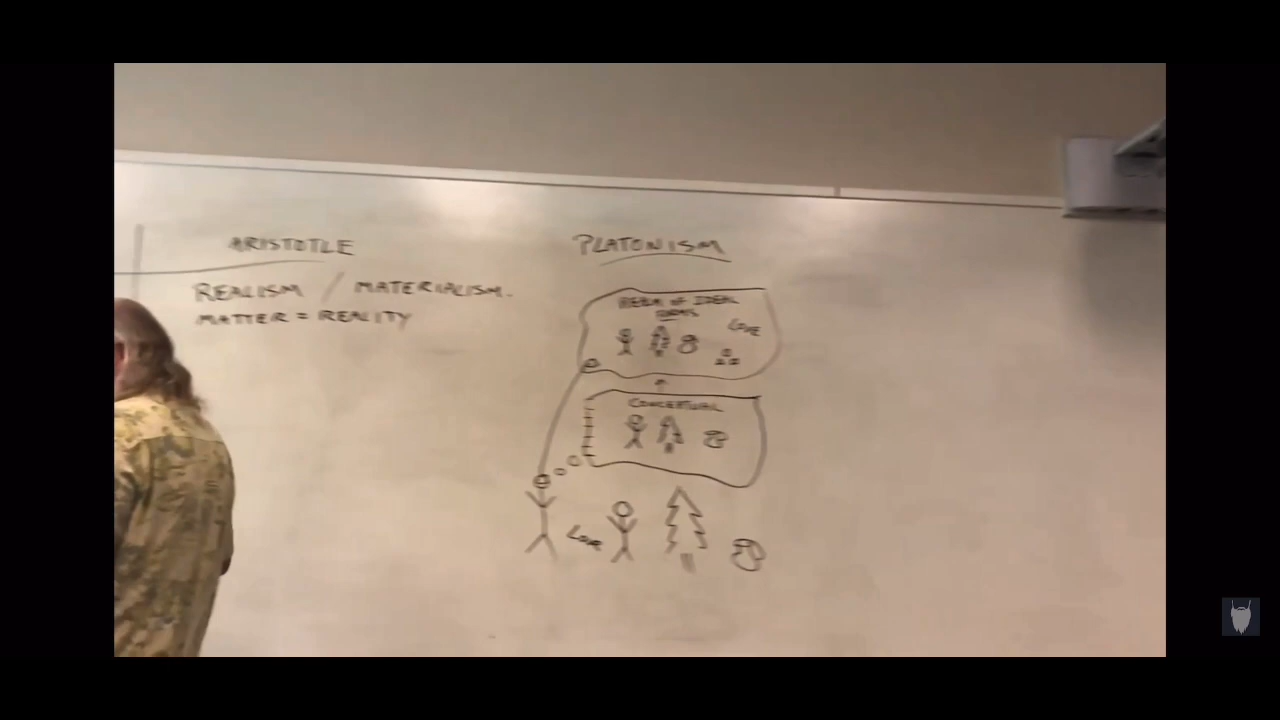 ARISTOTLE
REALISM / MATERIALISM.
MATTER = REALITY
PLATONISM
REALM OF IDEAL
FORMS
LOVE
CONCEPTUAL
LOVE